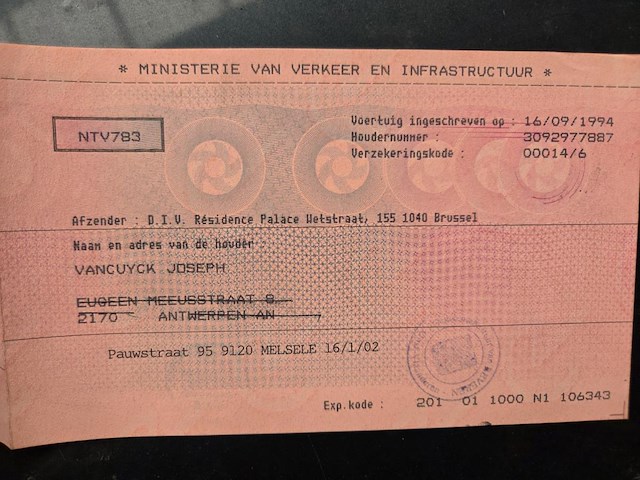 * MINISTERIE VAN VERKEER EN INFRASTRUCTUUR *
NTV783
Voertuig ingeschreven op : 16/09/1994
Houdernummer : 3092977887
Verzekeringskode : 00014/6
Afzender : D.I.V. Résidence Palace Wetstraat, 155 1040 Brussel
Naam en adres van de houder
VANCUYCK JOSEPH
EUGEEN MEEUSSTRAAT 8
2170 ANTWERPEN AN
Pauwstraat 95 9120 MELSELE 16/1/02
BEVEREN
Exp.kode : 201 01 1000 N1 106343